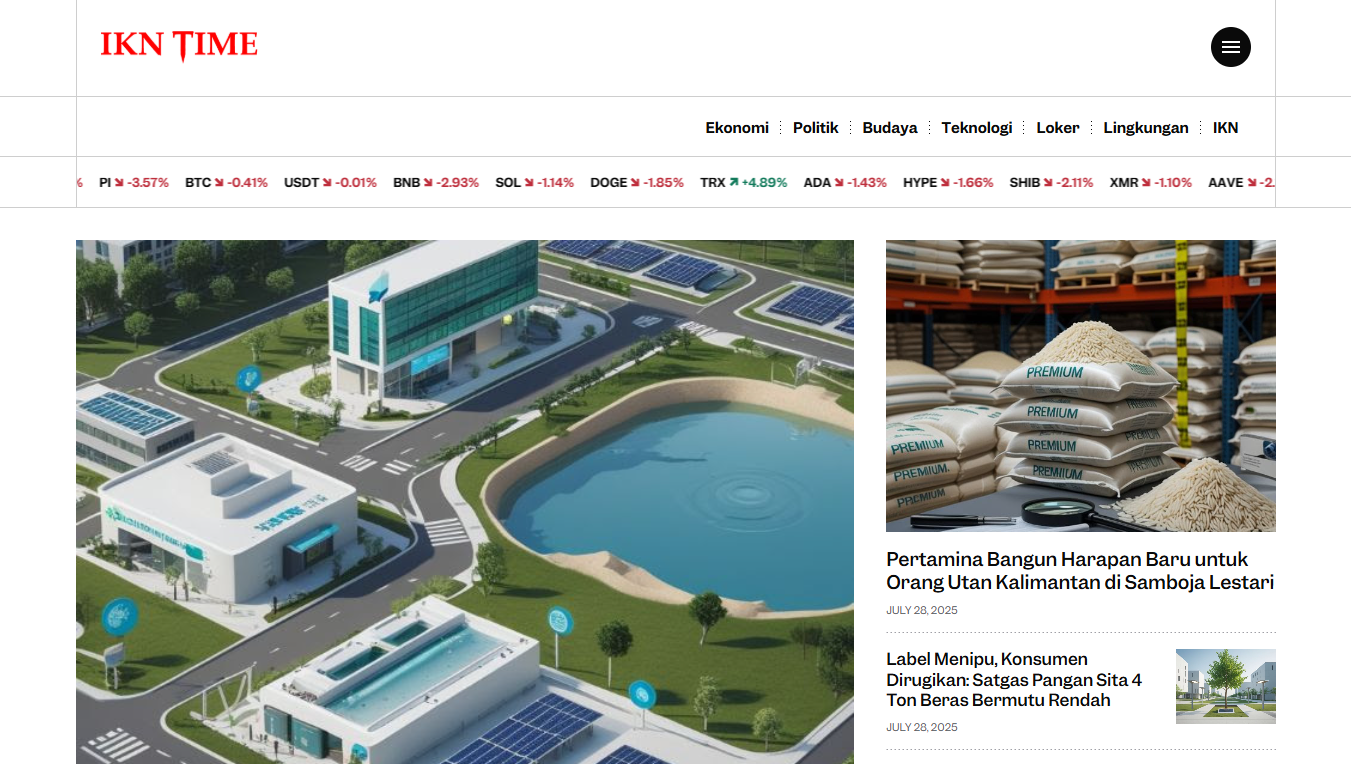 IKN TIME
Ekonomi Politik Budaya Teknologi Loker Lingkungan IKN
% PI -3.57% BTC -0.41% USDT -0.01% BNB -2.93% SOL -1.14% DOGE -1.85% TRX +4.89% ADA -1.43% HYPE -1.66% SHIB -2.11% XMR -1.10% AAVE -2.
PREMIUM
PREMIUM
PREMIUM
PREMIUM
PREMIUM
PREMIUM.
PREMIUM
Pertamina Bangun Harapan Baru untuk
Orang Utan Kalimantan di Samboja Lestari
JULY 28, 2025
Label Menipu, Konsumen
Dirugikan: Satgas Pangan Sita 4
Ton Beras Bermutu Rendah
JULY 28, 2025